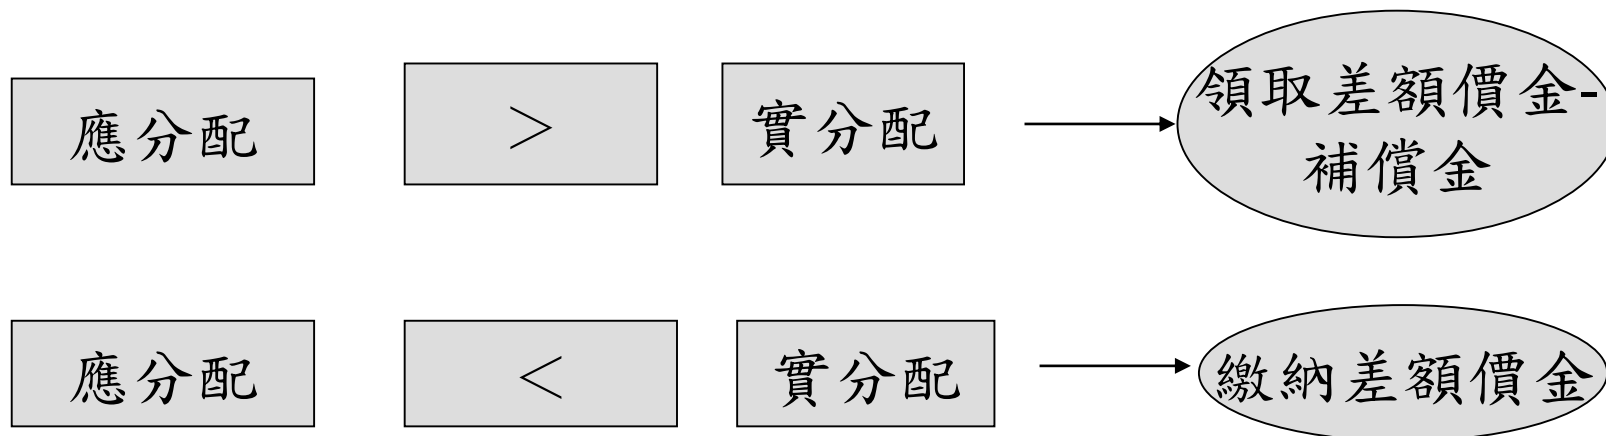 應分配 > 實分配 領取差額價金-
補償金
應分配 < 實分配 繳納差額價金